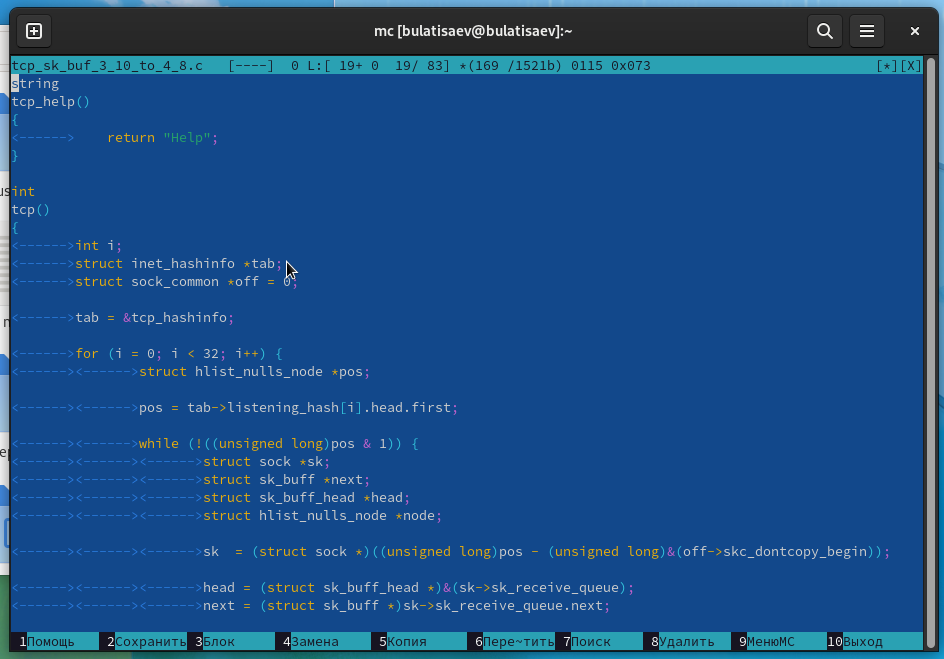 mc [bulatisaev@bulatisaev]:~
tcp_sk_buf_3_10_to_4_8.c   [----]  0 L:[ 19+ 0  19/ 83] *(169 /1521b) 0115 0x073                            [*][X]
string
tcp_help()
{
<------>    return "Help";
}
int
tcp()
{
<------>int i;
<------>struct inet_hashinfo *tab;
<------>struct sock_common *off = 0;
<------>tab = &tcp_hashinfo;
<------>for (i = 0; i < 32; i++) {
<------><------>struct hlist_nulls_node *pos;
<------><------>pos = tab->listening_hash[i].head.first;
<------><------>while (!((unsigned long)pos & 1)) {
<------><------><------>struct sock *sk;
<------><------><------>struct sk_buff *next;
<------><------><------>struct sk_buff_head *head;
<------><------><------>struct hlist_nulls_node *node;
<------><------><------>sk  = (struct sock *)((unsigned long)pos - (unsigned long)&(off->skc_dontcopy_begin));
<------><------><------>head = (struct sk_buff_head *)&(sk->sk_receive_queue);
<------><------><------>next = (struct sk_buff *)sk->sk_receive_queue.next;
1Помощь 2Сохранить 3Блок 4Замена 5Копия 6Пере~тить 7Поиск 8Удалить 9МенюМС 10Выход